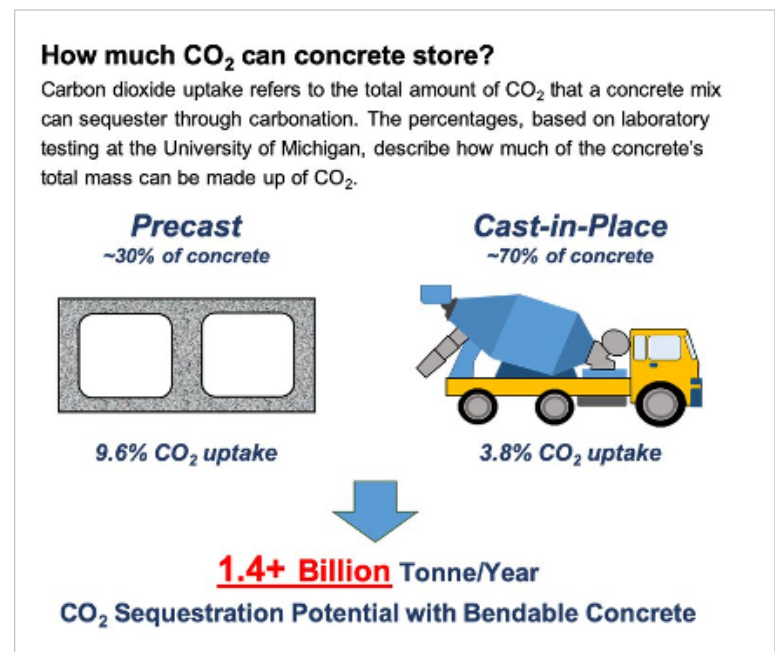 How much CO₂ can concrete store?
Carbon dioxide uptake refers to the total amount of CO₂ that a concrete mix
can sequester through carbonation. The percentages, based on laboratory
testing at the University of Michigan, describe how much of the concrete's
total mass can be made up of CO₂.
Precast
~30% of concrete
Cast-in-Place
~70% of concrete
9.6% CO₂ uptake
3.8% CO₂ uptake
1.4+ Billion Tonne/Year
CO₂ Sequestration Potential with Bendable Concrete